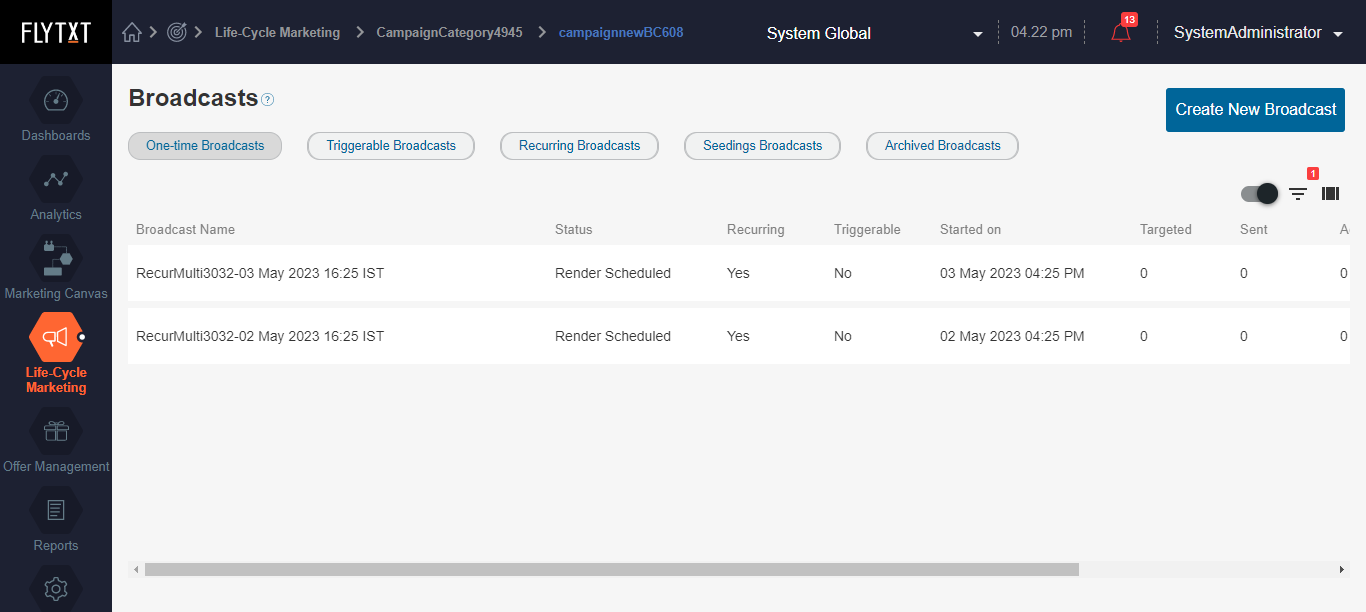 FLYTXT
Life-Cycle Marketing
CampaignCategory4945
campaignnewBC608
System Global
04.22 pm
13
SystemAdministrator
Dashboards
Analytics
Marketing Canvas
Life-Cycle
Marketing
Offer Management
Reports
Broadcasts ?
Create New Broadcast
One-time Broadcasts
Triggerable Broadcasts
Recurring Broadcasts
Seedings Broadcasts
Archived Broadcasts
1
Broadcast Name Status Recurring Triggerable Started on Targeted Sent
RecurMulti3032-03 May 2023 16:25 IST Render Scheduled Yes No 03 May 2023 04:25 PM 0 0 0
RecurMulti3032-02 May 2023 16:25 IST Render Scheduled Yes No 02 May 2023 04:25 PM 0 0 0